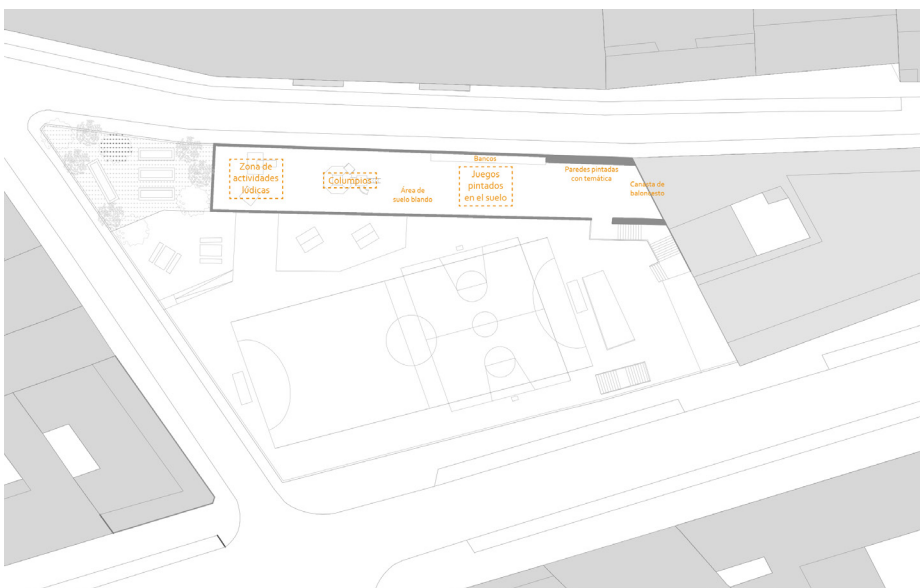 Zona de
actividades
lúdicas
Columpios
Área de
suelo blando
Bancos
Juegos
pintados
en el suelo
Paredes pintadas
con temática
Canasta de
baloncesto